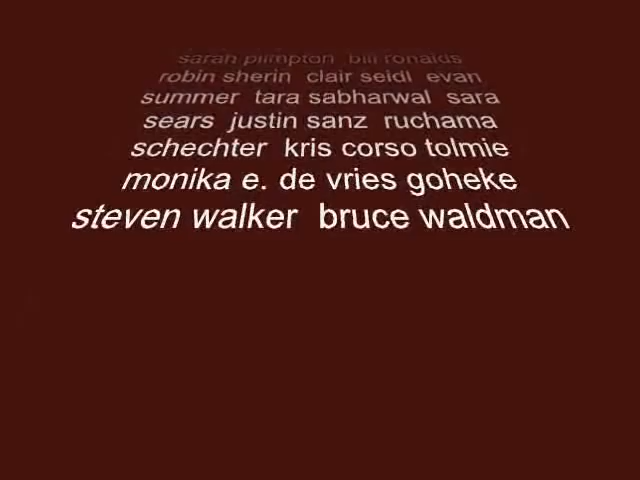 sarah plimpton bill ronalds
robin sherin clair seidl evan
summer tara sabharwal sara
sears justin sanz ruchama
schechter kris corso tolmie
monika e. de vries goheke
steven walker bruce waldman